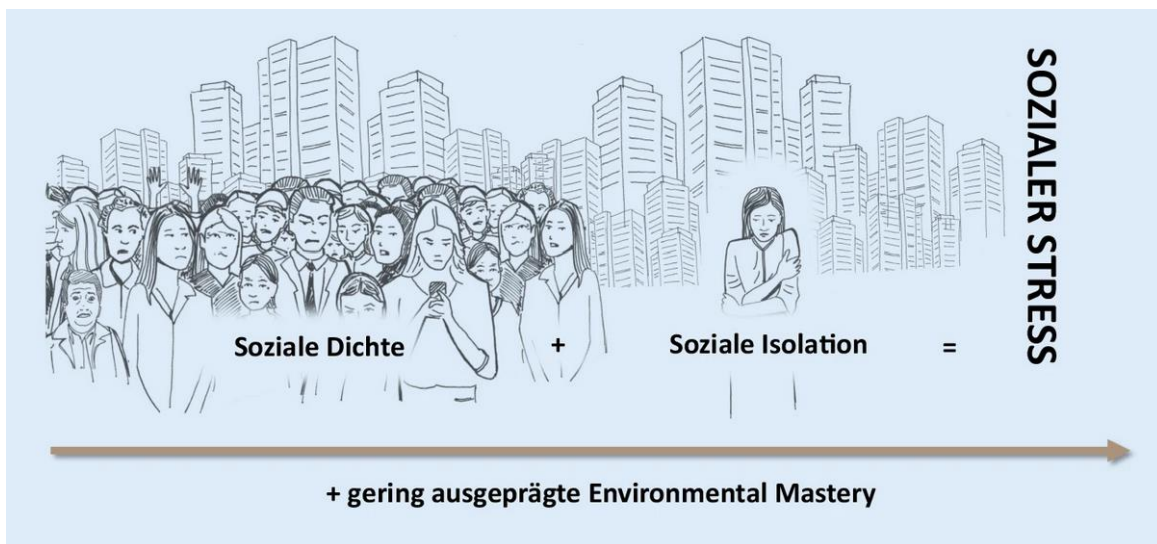 Soziale Dichte + Soziale Isolation = SOZIALER STRESS
+ gering ausgeprägte Environmental Mastery